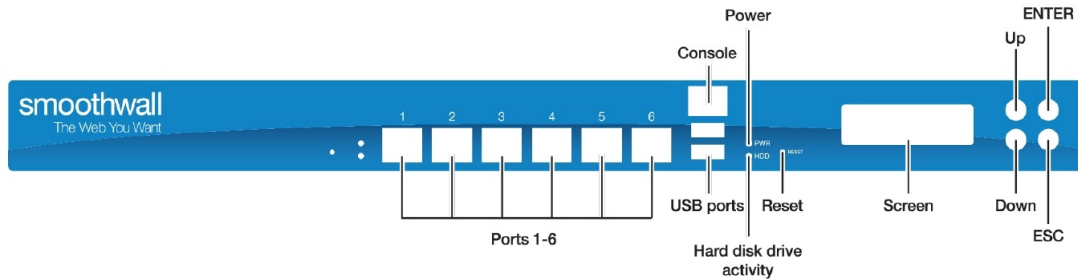 Power
ENTER
Console
Up
smoothwall
The Web You Want
1 2 3 4 5 6
PWR
HDD
RESET
USB ports
Reset
Screen
Down
Ports 1-6
Hard disk drive
activity
ESC